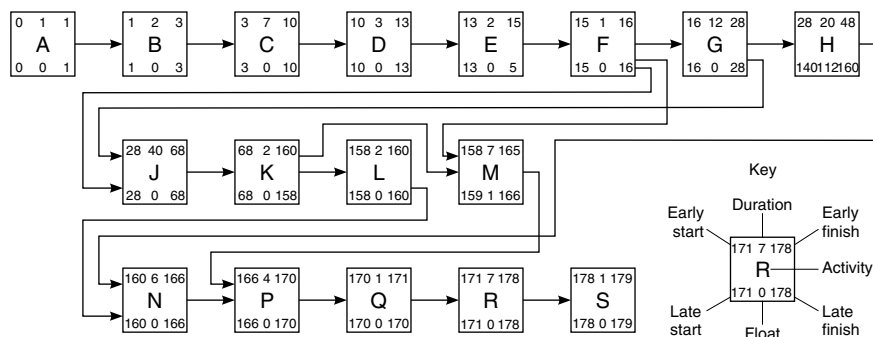 0 1 1 1 2 3 3 7 10 10 3 13 13 2 15 15 1 16 16 12 28 28 20 48
A B C D E F G H
0 0 1 1 0 3 3 0 10 10 0 13 13 0 5 15 0 16 16 0 28 140 112 160
28 40 68 68 2 160 158 2 160 158 7 165
J K L M
28 0 68 68 0 158 158 0 160 159 1 166
160 6 166 166 4 170 170 1 171 171 7 178 178 1 179
N P Q R S
160 0 166 166 0 170 170 0 170 171 0 178 178 0 179
Key
Duration
Early start
Early finish
171 7 178
R
Activity
171 0 178
Late start
Late finish
Float